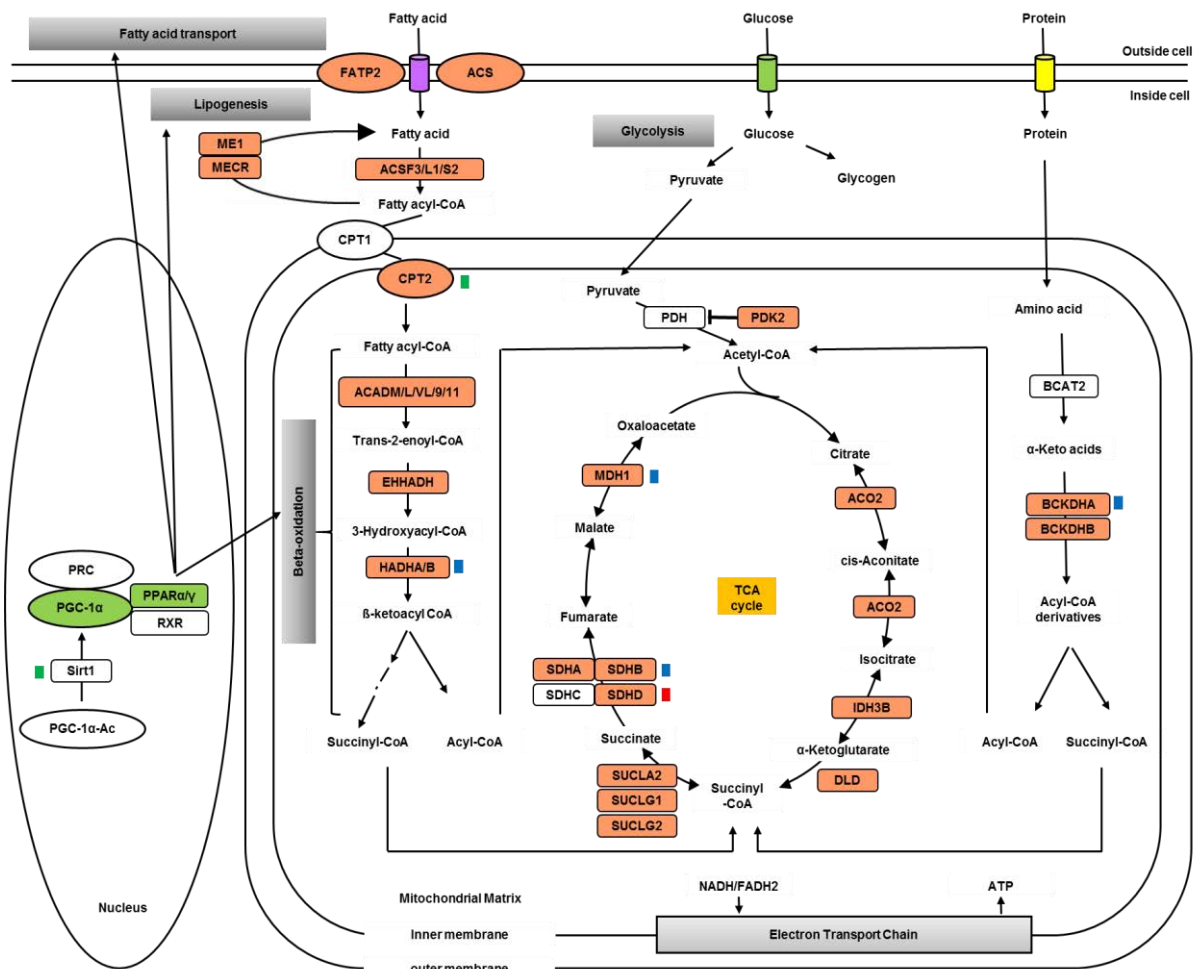 Fatty acid
Glucose
Protein
Fatty acid transport
Outside cell
FATP2
ACS
Inside cell
Lipogenesis
Glycolysis
ME1
MECR
Fatty acid
Glucose
Protein
ACSF3/L1/S2
Pyruvate
Glycogen
Fatty acyl-CoA
CPT1
CPT2
Pyruvate
PDH
PDK2
Amino acid
Fatty acyl-CoA
Acetyl-CoA
ACADM/L/VL/9/11
BCAT2
Oxaloacetate
Trans-2-enoyl-CoA
Citrate
α-Keto acids
EHHADH
MDH1
ACO2
BCKDHA
BCKDHB
3-Hydroxyacyl-CoA
Malate
Beta-oxidation
HADHA/B
cis-Aconitate
PRC
PGC-1α
PPARα/γ
RXR
TCA
cycle
ß-ketoacyl CoA
Fumarate
ACO2
Acyl-CoA
derivatives
Sirt1
SDHA
SDHB
SDHC
SDHD
Isocitrate
IDH3B
PGC-1α-Ac
Succinyl-CoA
Acyl-CoA
Succinate
α-Ketoglutarate
Acyl-CoA
Succinyl-CoA
SUCLA2
SUCLG1
SUCLG2
Succinyl
-CoA
DLD
Mitochondrial Matrix
NADH/FADH2
ATP
Nucleus
Inner membrane
Electron Transport Chain
outer membrane